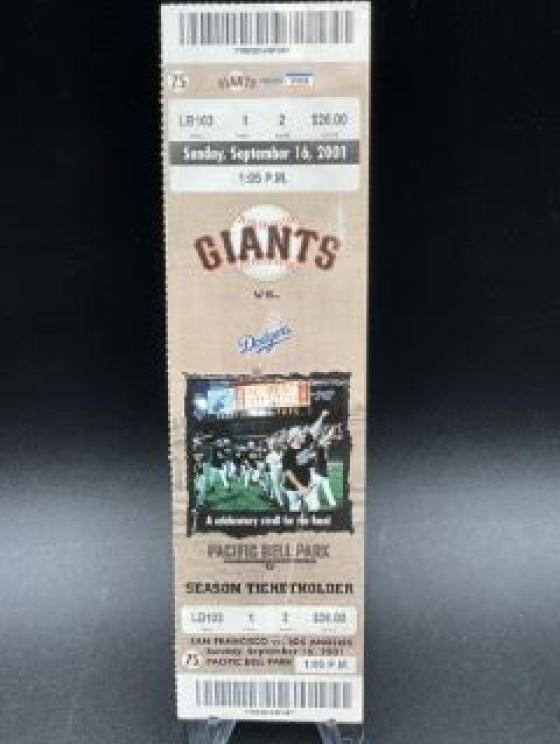 75 GIANTS
LB103 1 2 $26.00
Sunday, September 16, 2001
1:05 P.M.
GIANTS
vs.
Dodgers
A celebratory stroll for the fans!
PACIFIC BELL PARK
SEASON TICKETHOLDER
LB103 1 2 $26.00
SAN FRANCISCO vs. LOS ANGELES
Sunday, September 16, 2001
75 PACIFIC BELL PARK 1:05 P.M.